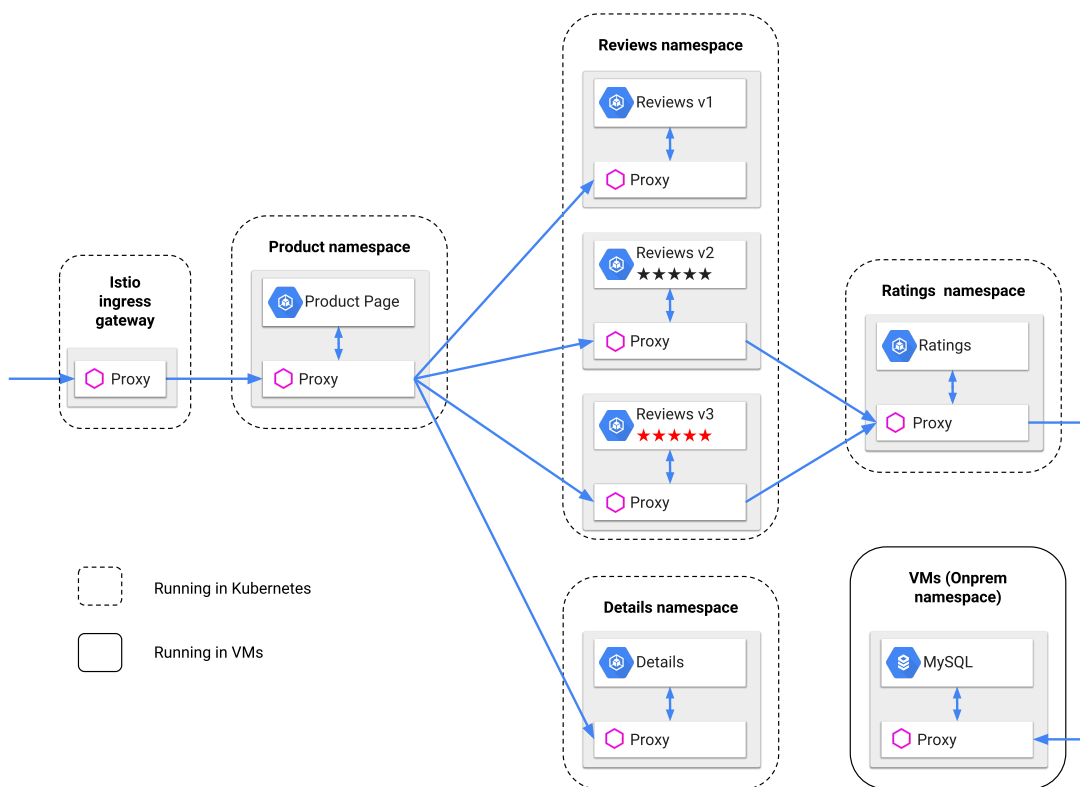 Istio
ingress
gateway
Proxy
Product namespace
Product Page
Proxy
Reviews namespace
Reviews v1
Proxy
Reviews v2
Proxy
Reviews v3
Proxy
Ratings namespace
Ratings
Proxy
Details namespace
Details
Proxy
VMs (Onprem
namespace)
MySQL
Proxy
Running in Kubernetes
Running in VMs